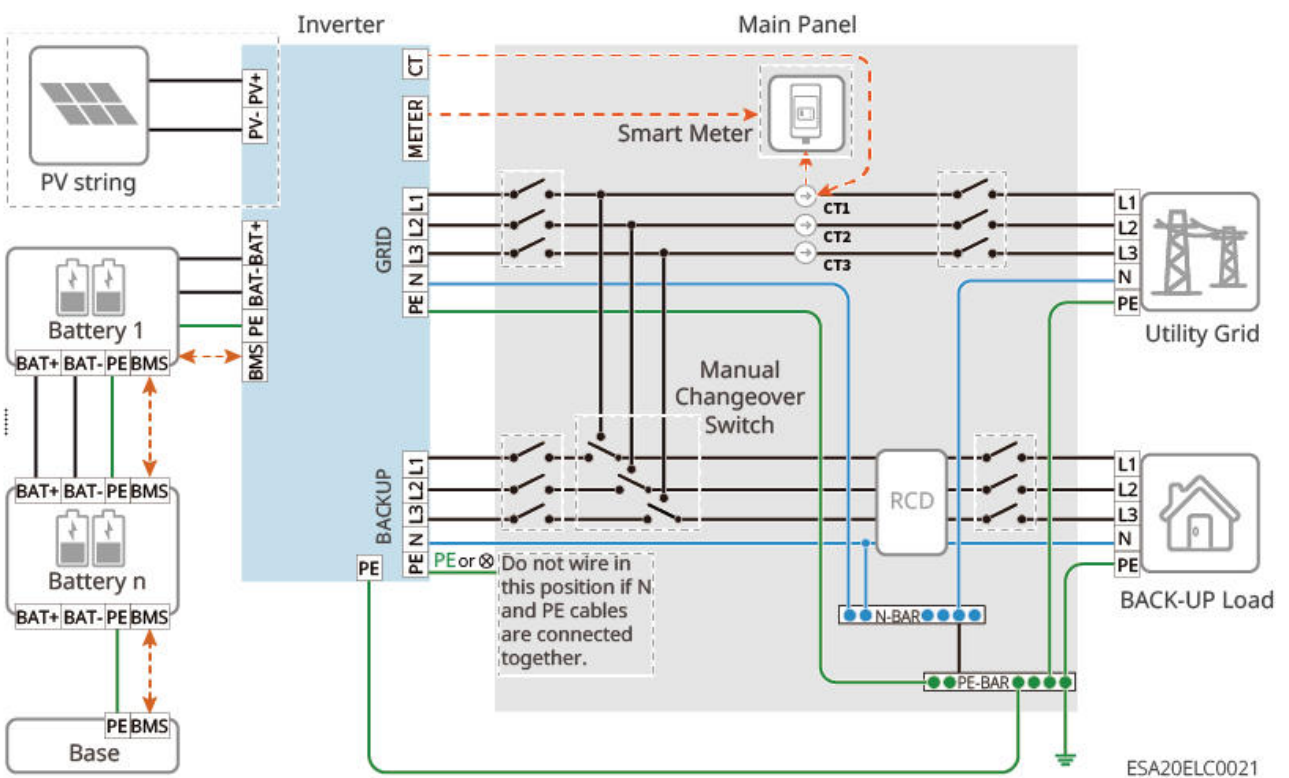 Inverter
Main Panel
PV string
PV+
PV-
CT
METER
Smart Meter
CT1
CT2
CT3
GRID
L1
L2
L3
N
PE
L1
L2
L3
N
PE
Utility Grid
BAT+
BAT-
PE
BMS
Battery 1
BAT+ BAT- PE BMS
......
BAT+ BAT- PE BMS
Battery n
BAT+ BAT- PE BMS
PE BMS
Base
Manual
Changeover
Switch
BACKUP
L1
L2
L3
N
PE
PE
PE or ⊗
Do not wire in
this position if N
and PE cables
are connected
together.
RCD
L1
L2
L3
N
PE
BACK-UP Load
N-BAR
PE-BAR
ESA20ELC0021